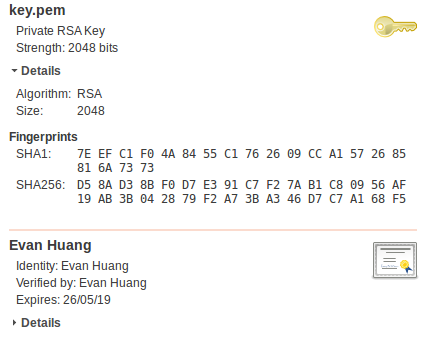 key.pem
Private RSA Key
Strength: 2048 bits
Details
Algorithm: RSA
Size: 2048
Fingerprints
SHA1: 7E EF C1 F0 4A 84 55 C1 76 26 09 CC A1 57 26 85
81 6A 73 73
SHA256: D5 8A D3 8B F0 D7 E3 91 C7 F2 7A B1 C8 09 56 AF
19 AB 3B 04 28 79 F2 A7 3B A3 46 D7 C7 A1 68 F5
Evan Huang
Identity: Evan Huang
Verified by: Evan Huang
Expires: 26/05/19
Details